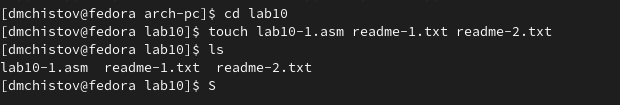 [dmchistov@fedora arch-pc]$ cd lab10
[dmchistov@fedora lab10]$ touch lab10-1.asm readme-1.txt readme-2.txt
[dmchistov@fedora lab10]$ ls
lab10-1.asm  readme-1.txt  readme-2.txt
[dmchistov@fedora lab10]$ S